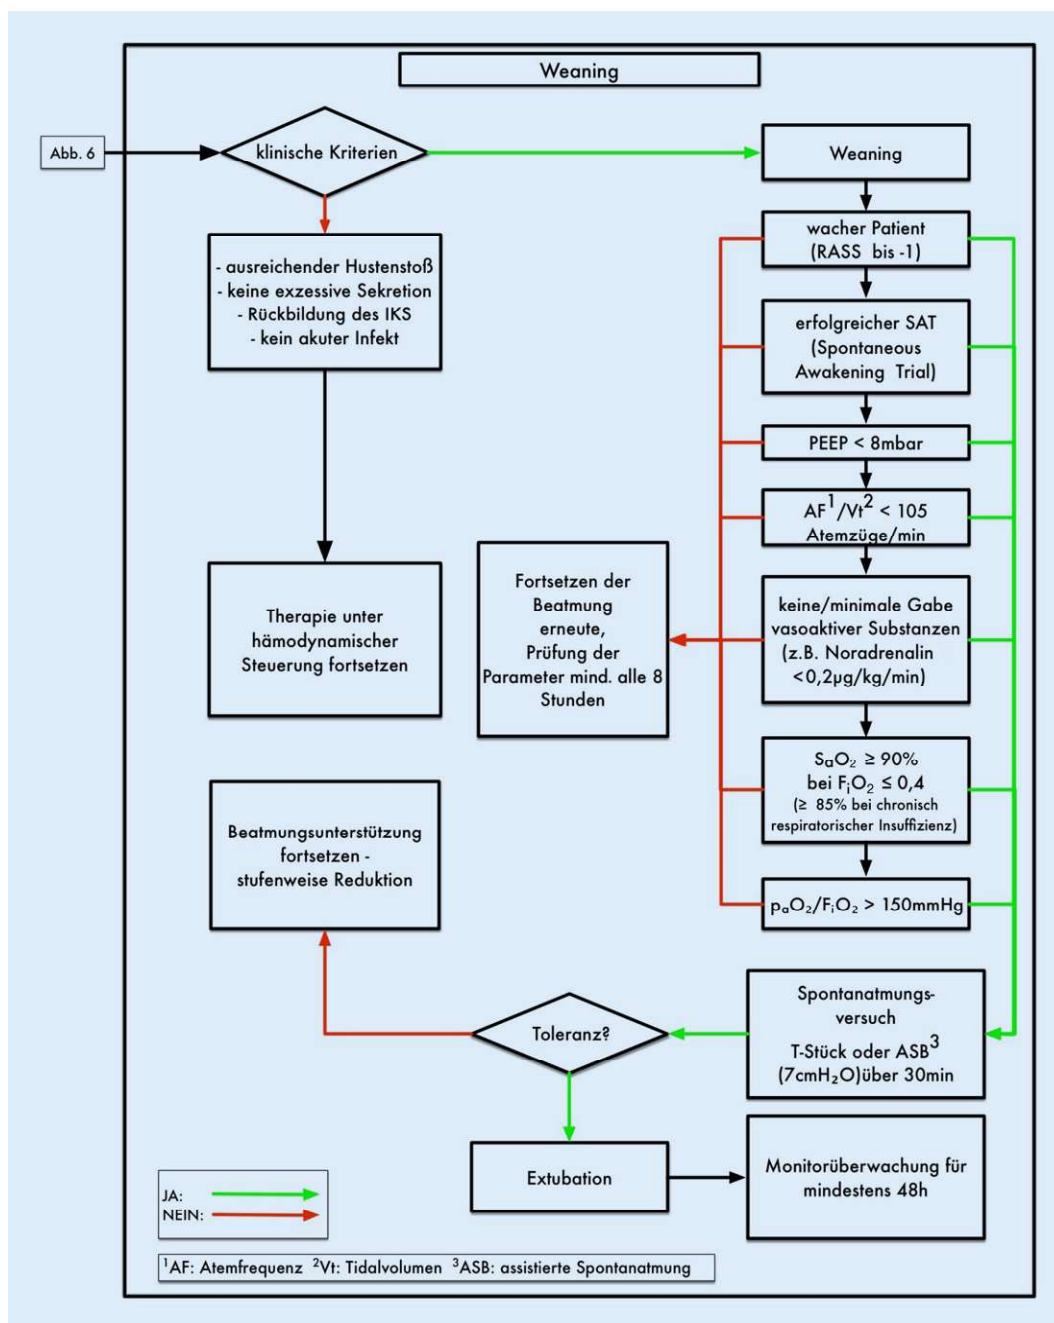 Weaning
Abb. 6
klinische Kriterien
Weaning
- ausreichender Hustenstoß
- keine exzessive Sekretion
- Rückbildung des IKS
- kein akuter Infekt
Therapie unter
hämodynamischer
Steuerung fortsetzen
wacher Patient
(RASS bis -1)
erfolgreicher SAT
(Spontaneous
Awakening Trial)
PEEP < 8mbar
AF¹/Vt² < 105
Atemzüge/min
keine/minimale Gabe
vasoaktiver Substanzen
(z.B. Noradrenalin
<0,2µg/kg/min)
Fortsetzen der
Beatmung
erneute,
Prüfung der
Parameter mind. alle 8
Stunden
SaO₂ ≥ 90%
bei FiO₂ ≤ 0,4
(≥ 85% bei chronisch
respiratorischer Insuffizienz)
paO₂/FiO₂ > 150mmHg
Beatmungsunterstützung
fortsetzen -
stufenweise Reduktion
Spontanatmungs-
versuch
T-Stück oder ASB³
(7cmH₂O)über 30min
Toleranz?
Extubation
Monitorüberwachung für
mindestens 48h
JA:
NEIN:
¹AF: Atemfrequenz ²Vt: Tidalvolumen ³ASB: assistierte Spontanatmung